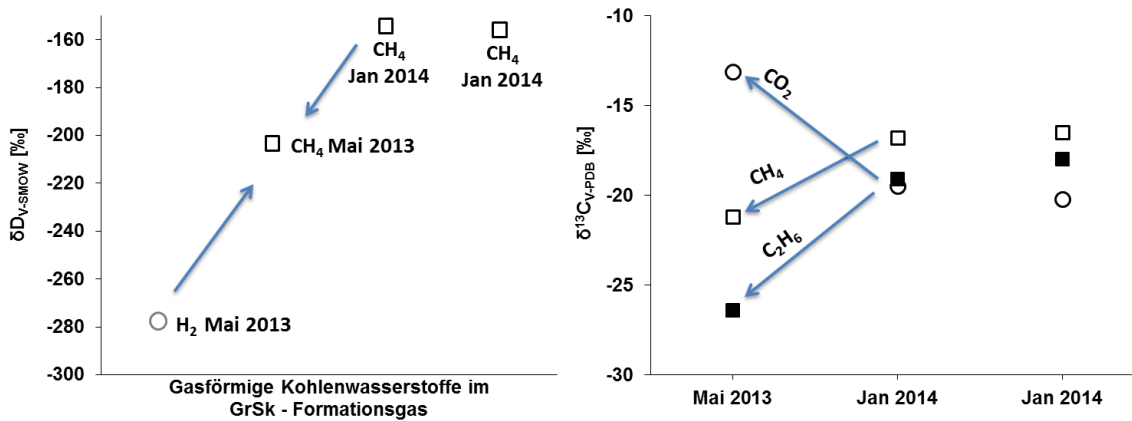 δD_V-SMOW [‰]
-160
-180
-200
-220
-240
-260
-280
-300
CH₄
Jan 2014
CH₄
Jan 2014
CH₄ Mai 2013
H₂ Mai 2013
Gasförmige Kohlenwasserstoffe im
GrSk - Formationsgas
δ¹³C_V-PDB [‰]
-10
-15
-20
-25
-30
CO₂
CH₄
C₂H₆
Mai 2013
Jan 2014
Jan 2014